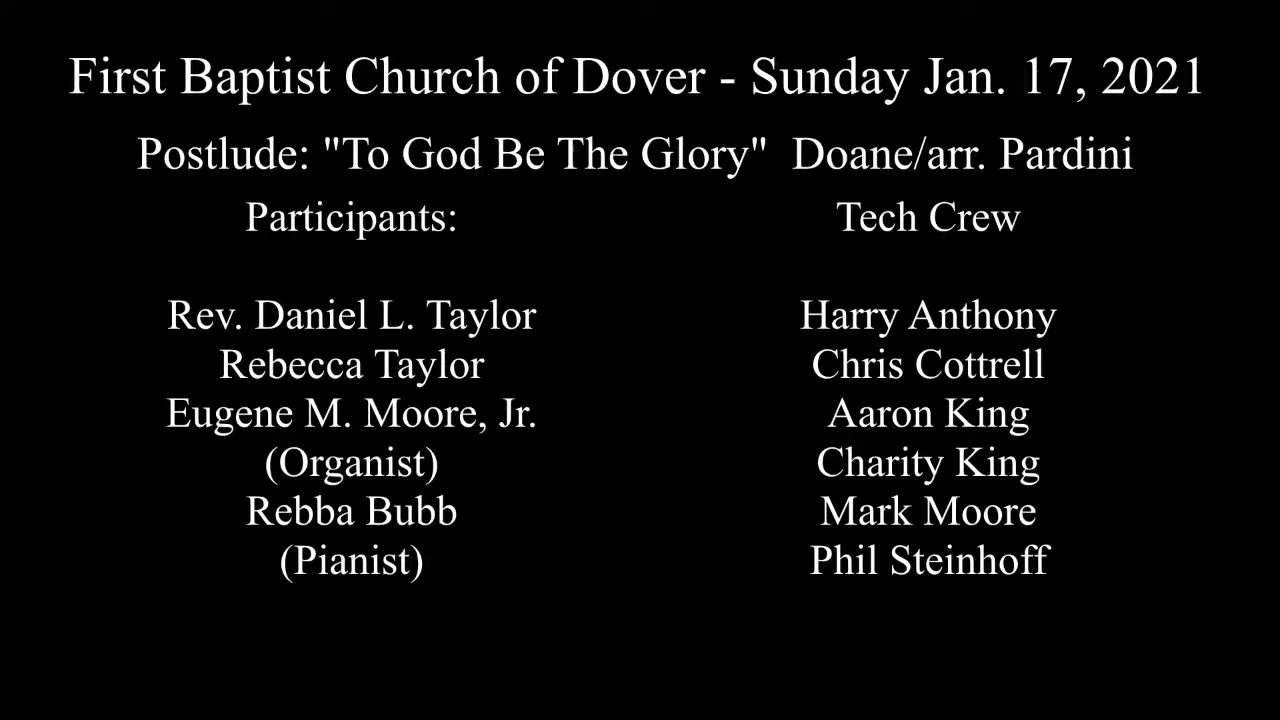 First Baptist Church of Dover - Sunday Jan. 17, 2021
Postlude: "To God Be The Glory"  Doane/arr. Pardini
Participants:
Rev. Daniel L. Taylor
Rebecca Taylor
Eugene M. Moore, Jr.
(Organist)
Rebba Bubb
(Pianist)
Tech Crew
Harry Anthony
Chris Cottrell
Aaron King
Charity King
Mark Moore
Phil Steinhoff